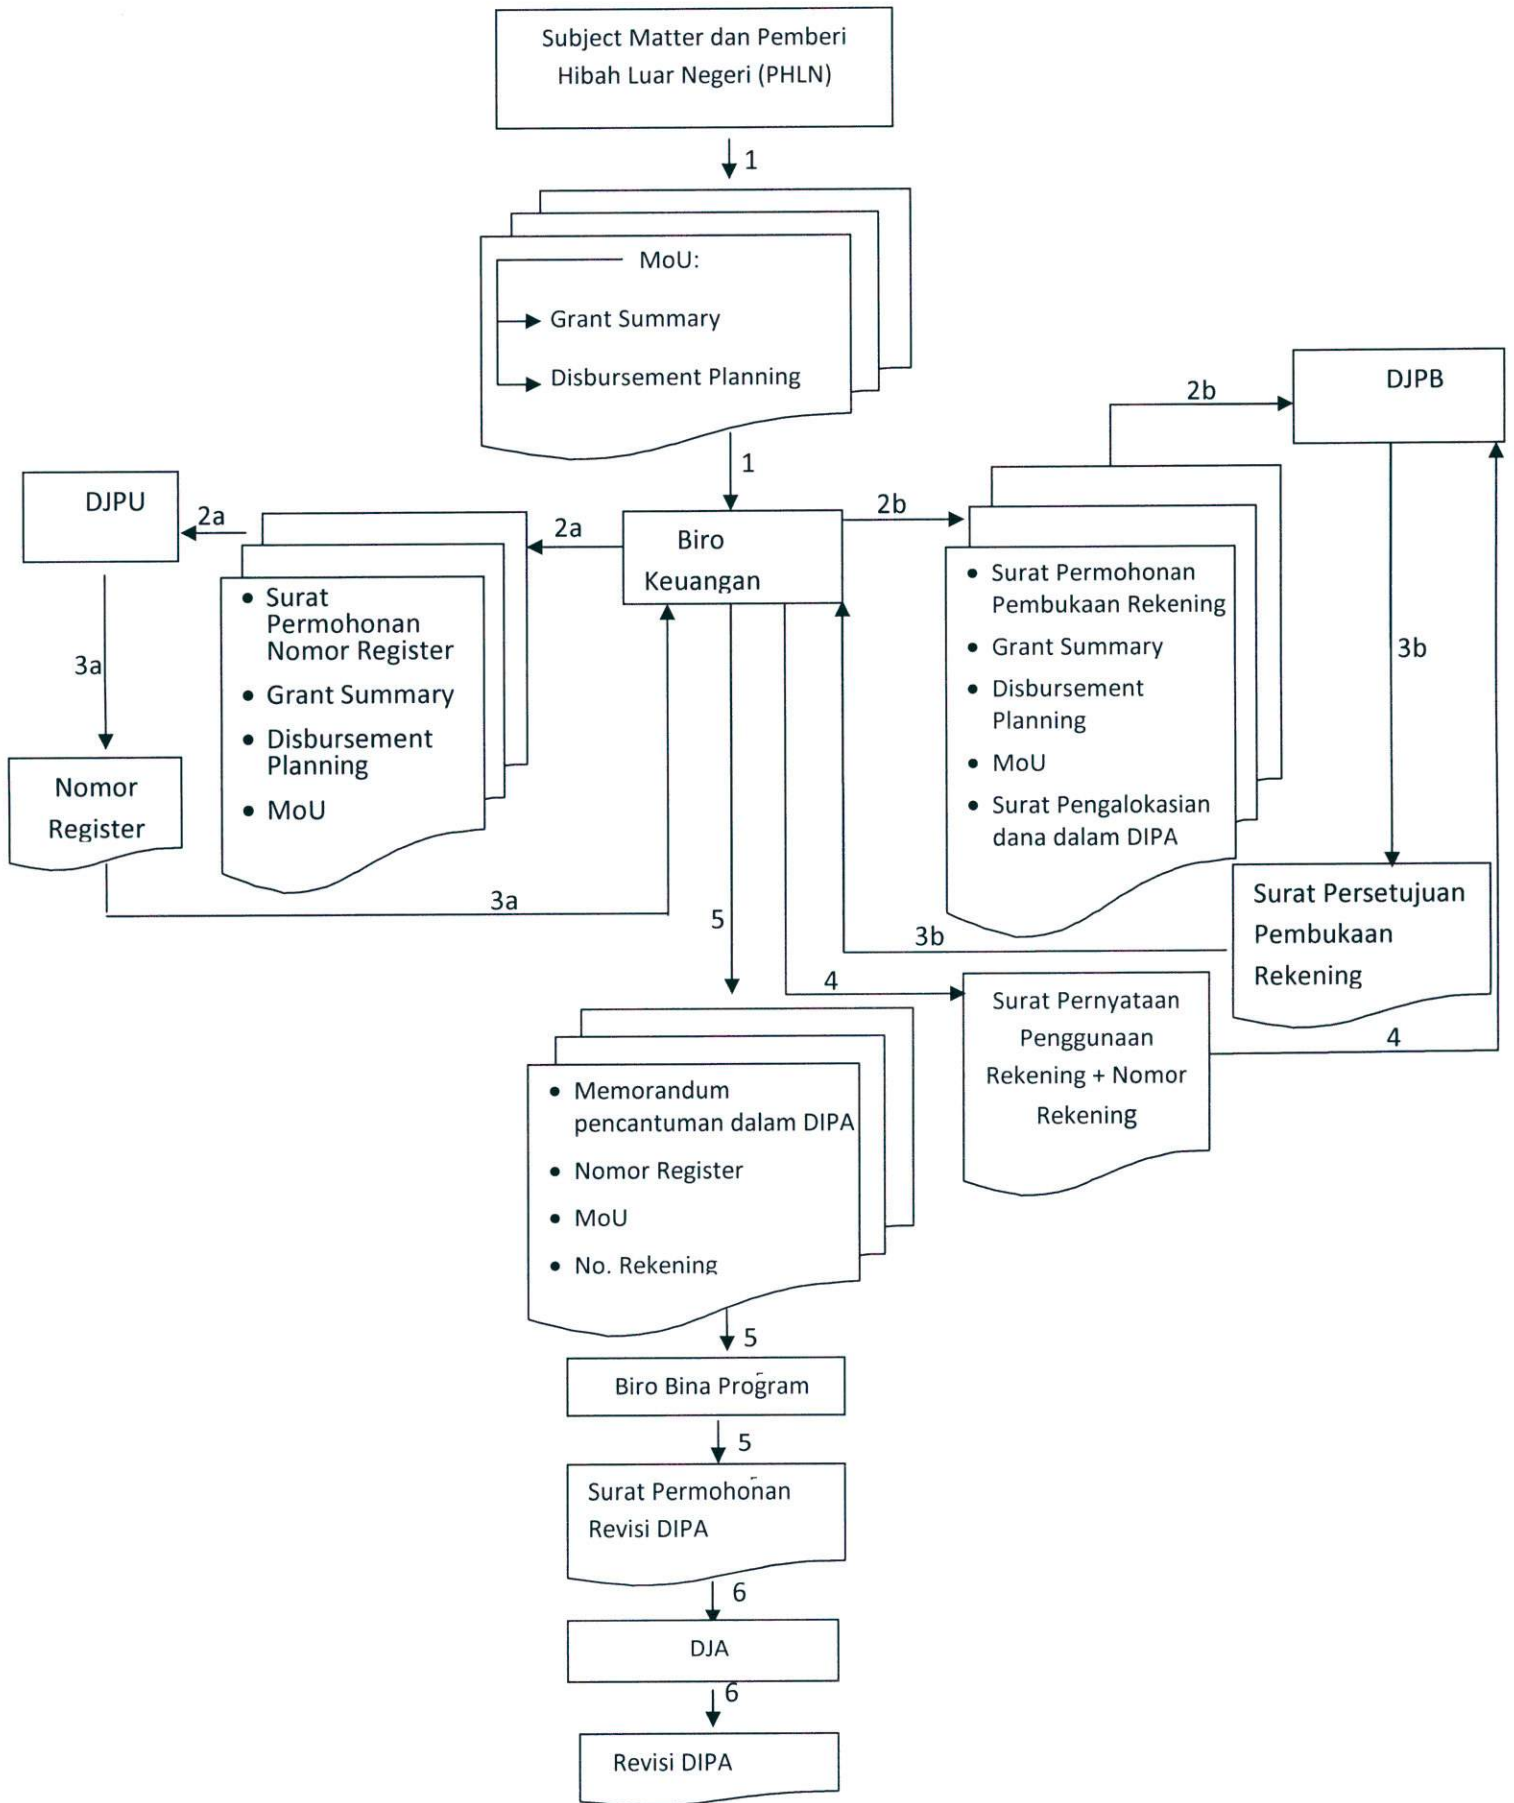 Subject Matter dan Pemberi
Hibah Luar Negeri (PHLN)
1
MoU:
Grant Summary
Disbursement Planning
1
DJPB
2b
DJPU
2a
2a
Biro
Keuangan
2b
• Surat
Permohonan
Nomor Register
• Grant Summary
• Disbursement
Planning
• MoU
• Surat Permohonan
Pembukaan Rekening
• Grant Summary
• Disbursement
Planning
• MoU
• Surat Pengalokasian
dana dalam DIPA
3a
3b
Nomor
Register
3a
5
3b
Surat Persetujuan
Pembukaan
Rekening
4
Surat Pernyataan
Penggunaan
Rekening + Nomor
Rekening
4
• Memorandum
pencantuman dalam DIPA
• Nomor Register
• MoU
• No. Rekening
5
Biro Bina Program
5
Surat Permohonan
Revisi DIPA
6
DJA
6
Revisi DIPA